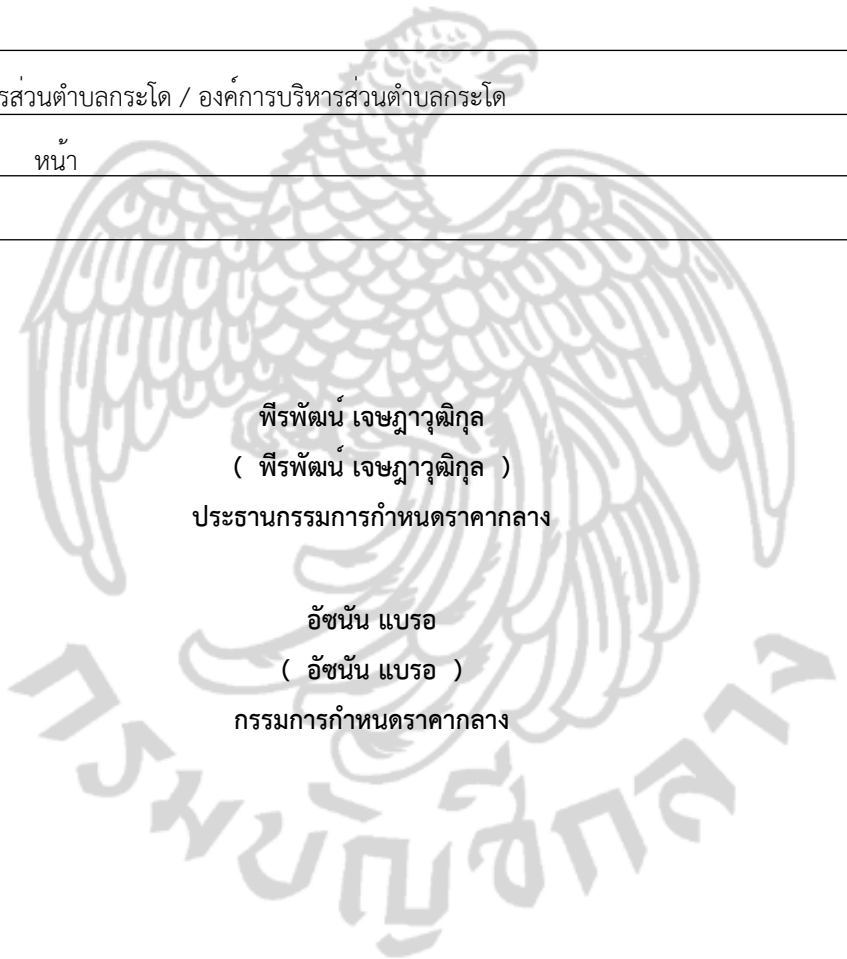 รส่วนตำบลกระโด / องค์การบริหารส่วนตำบลกระโด
หน้า
พีรพัฒน์ เจษฎาวุฒิกุล
( พีรพัฒน์ เจษฎาวุฒิกุล )
ประธานกรรมการกำหนดราคากลาง
อัซนัน แบรอ
( อัซนัน แบรอ )
กรรมการกำหนดราคากลาง
กรมบัญชีกลาง